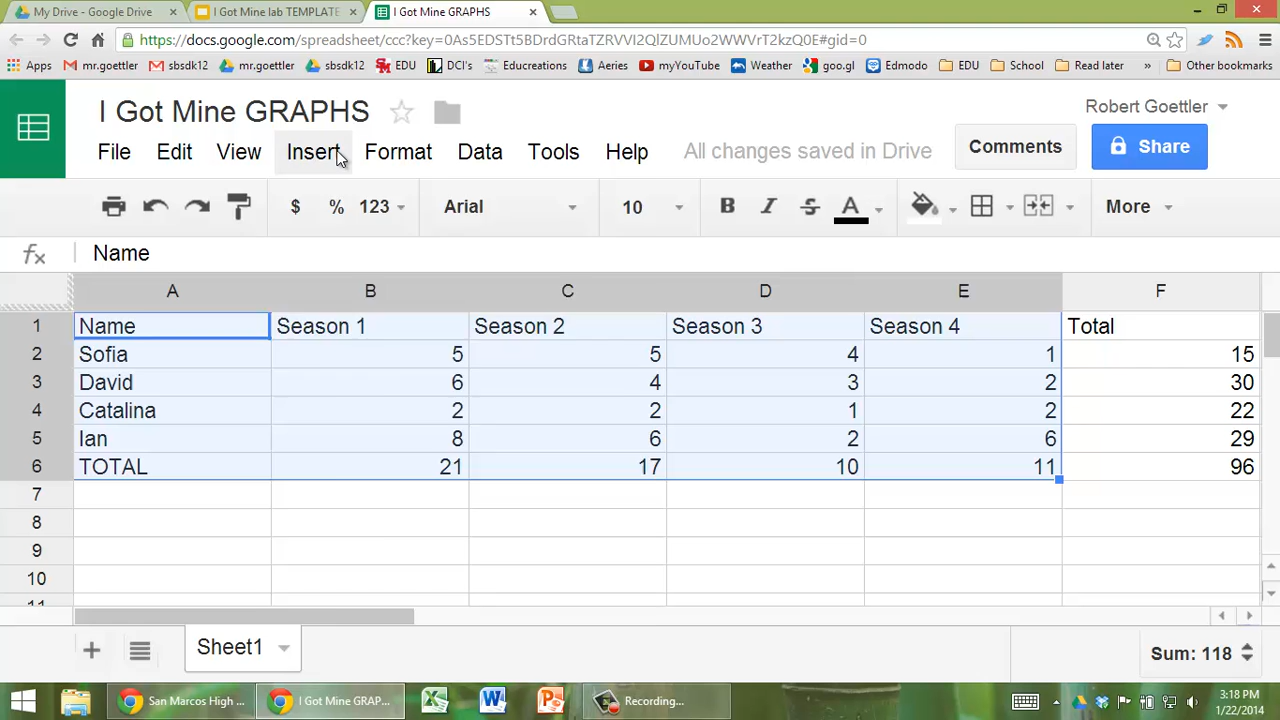 My Drive - Google Drive × I Got Mine lab TEMPLATE × I Got Mine GRAPHS ×
https://docs.google.com/spreadsheet/ccc?key=0As5EDSt5BDrdGRtaTZRVVI2QlZUMUo2WWVrT2kzQ0E#gid=0
Apps mr.goettler sbsdk12 mr.goettler sbsdk12 EDU DCI's Educreations Aeries myYouTube Weather goo.gl Edmodo EDU School Read later » Other bookmarks
I Got Mine GRAPHS Robert Goettler
File Edit View Insert Format Data Tools Help All changes saved in Drive Comments Share
$ % 123 Arial 10 B I S A More
fx Name
A B C D E F
1 Name Season 1 Season 2 Season 3 Season 4 Total
2 Sofia 5 5 4 1 15
3 David 6 4 3 2 30
4 Catalina 2 2 1 2 22
5 Ian 8 6 2 6 29
6 TOTAL 21 17 10 11 96
7
8
9
10
11
Sheet1 Sum: 118
San Marcos High ... I Got Mine GRAP... Recording... 3:18 PM
1/22/2014